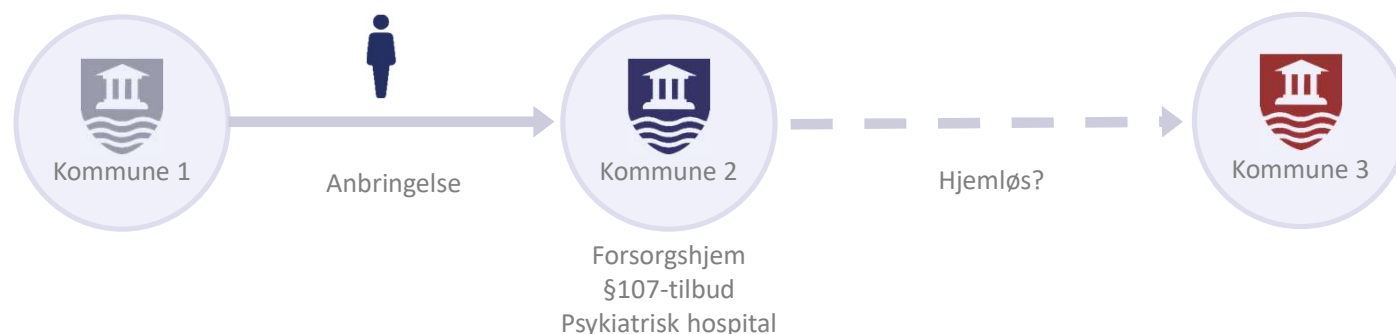 Kommune 1
Anbringelse
Kommune 2
Hjemløs?
Kommune 3
Forsorgshjem
§107-tilbud
Psykiatrisk hospital